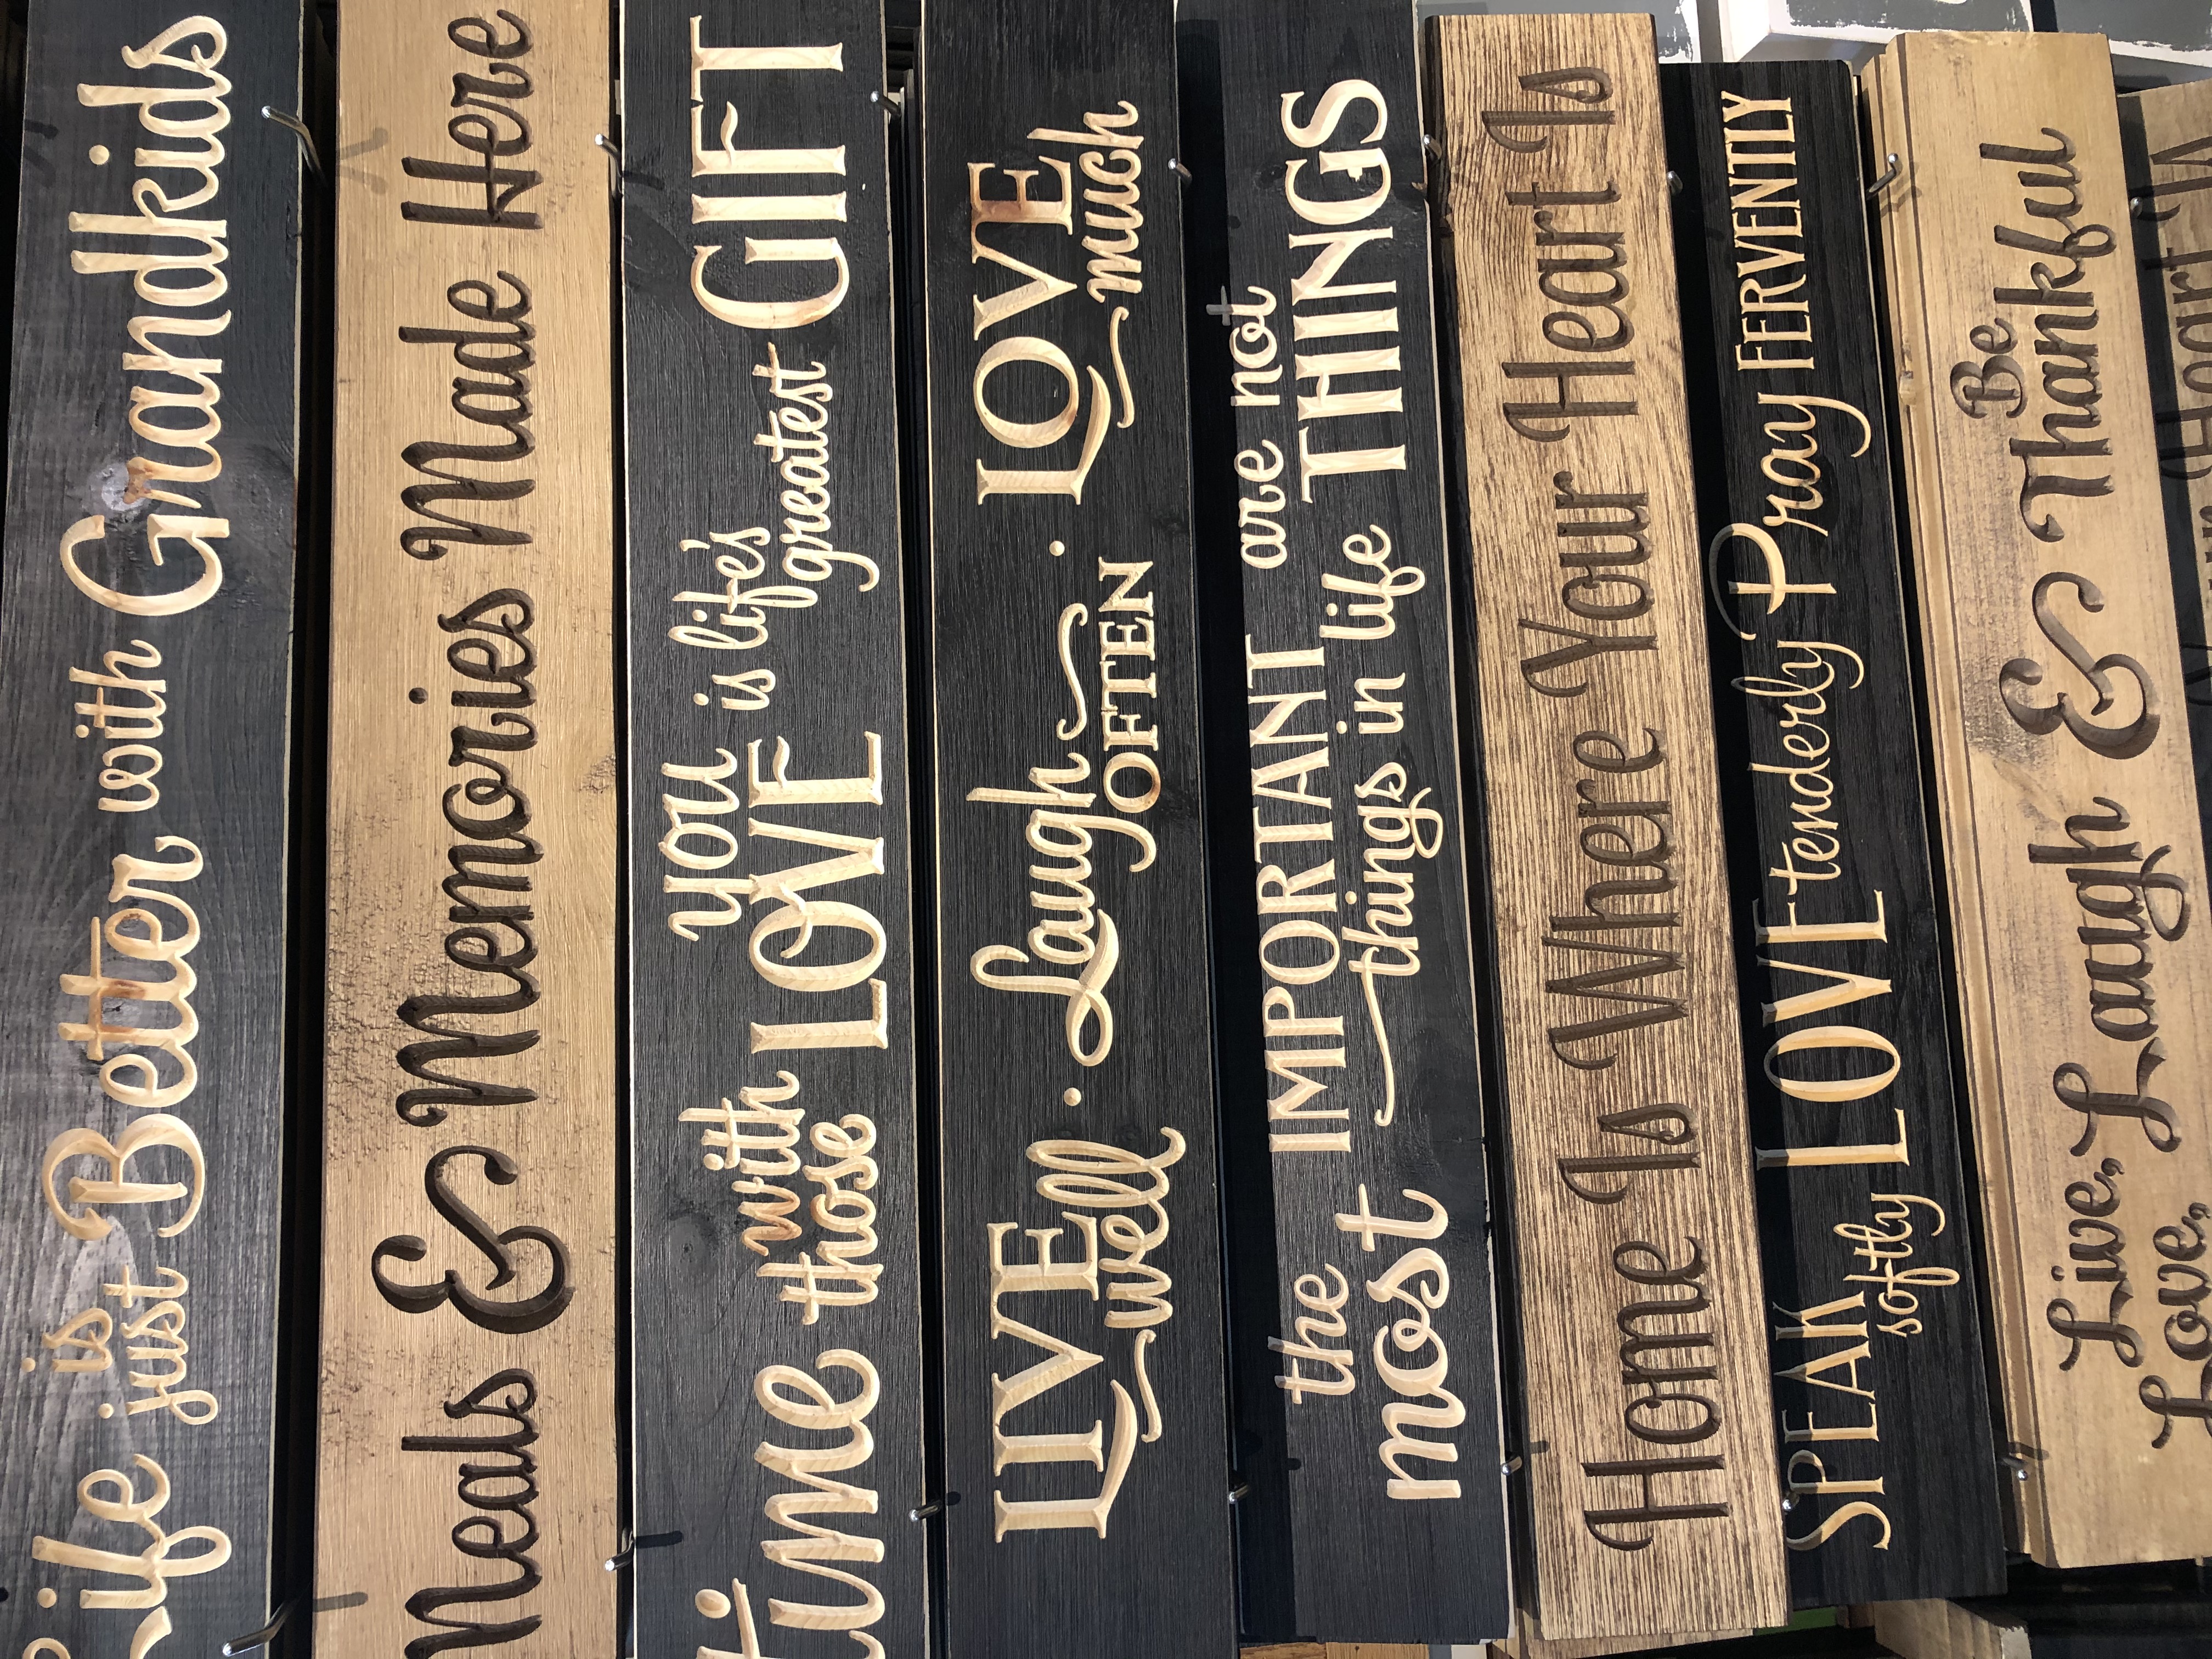 Life is just Better with Grandkids
Meals & Memories Made Here
time with those you LOVE is life's greatest GIFT
LIVE well · Laugh OFTEN · LOVE much
the most IMPORTANT things in life are not THINGS
Home Is Where Your Heart Is
SPEAK softly LOVE tenderly Pray FERVENTLY
Live, Laugh & Be Thankful
Love,